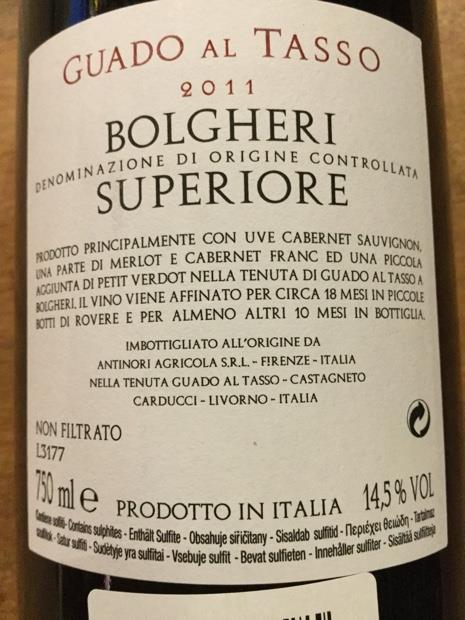 GUADO AL TASSO
2011
BOLGHERI
DENOMINAZIONE DI ORIGINE CONTROLLATA
SUPERIORE
PRODOTTO PRINCIPALMENTE CON UVE CABERNET SAUVIGNON,
UNA PARTE DI MERLOT E CABERNET FRANC ED UNA PICCOLA
AGGIUNTA DI PETIT VERDOT NELLA TENUTA DI GUADO AL TASSO A
BOLGHERI. IL VINO VIENE AFFINATO PER CIRCA 18 MESI IN PICCOLE
BOTTI DI ROVERE E PER ALMENO ALTRI 10 MESI IN BOTTIGLIA.
IMBOTTIGLIATO ALL'ORIGINE DA
ANTINORI AGRICOLA S.R.L. - FIRENZE - ITALIA
NELLA TENUTA GUADO AL TASSO - CASTAGNETO
CARDUCCI - LIVORNO - ITALIA
NON FILTRATO
L3177
750 ml e PRODOTTO IN ITALIA 14,5% VOL
Contiene solfiti - Contains sulphites - Enthält Sulfite - Obsahuje siřičitany - Sisaldab sulfitid - Περιέχει θειώδη - Tartalmaz
szulfitok - Satur sulfīti - Sudėtyje yra sulfitai - Vsebuje sulfit - Bevat sulfieten - Innehåller sulfiter - Sisältää sulfiitteja